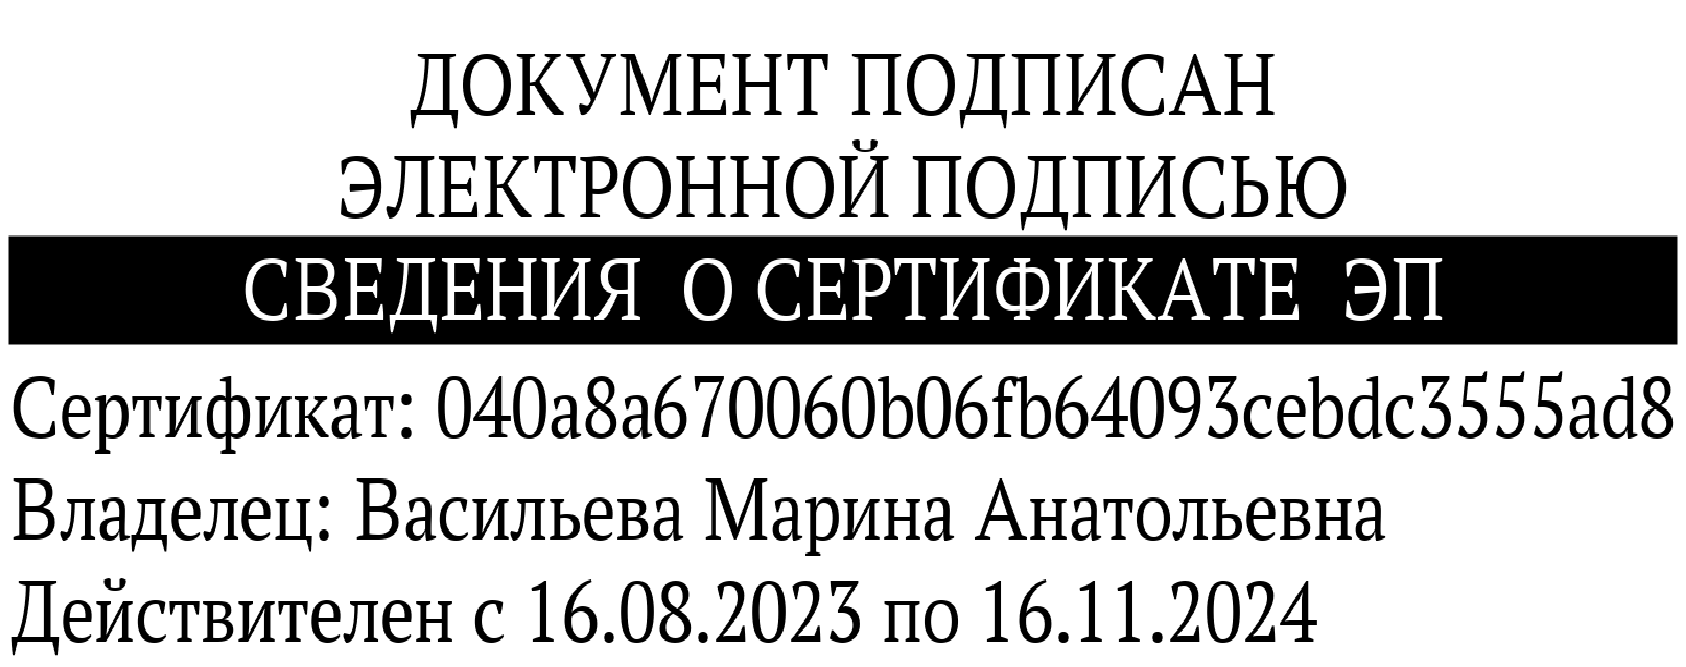 ДОКУМЕНТ ПОДПИСАН
ЭЛЕКТРОННОЙ ПОДПИСЬЮ
СВЕДЕНИЯ О СЕРТИФИКАТЕ ЭП
Сертификат: 040a8a670060b06fb64093cebdc3555ad8
Владелец: Васильева Марина Анатольевна
Действителен с 16.08.2023 по 16.11.2024